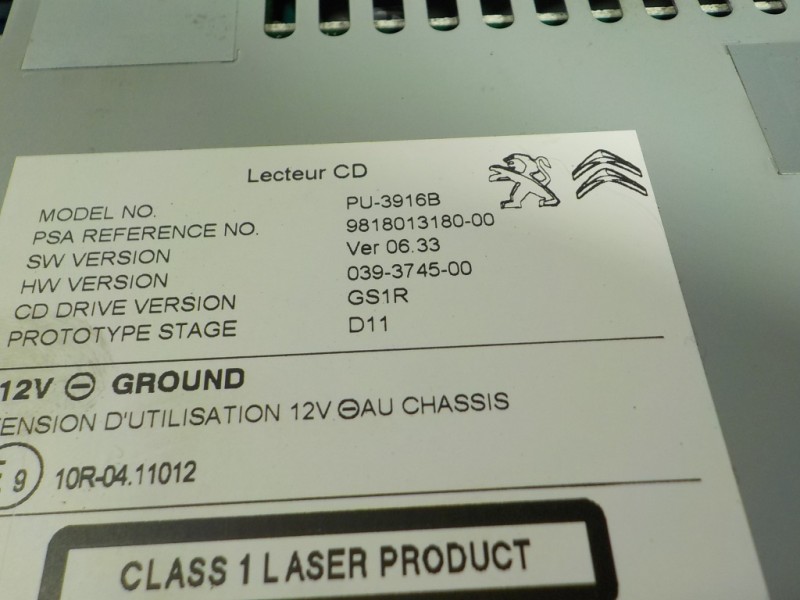 Lecteur CD
MODEL NO. PU-3916B
PSA REFERENCE NO. 9818013180-00
SW VERSION Ver 06.33
HW VERSION 039-3745-00
CD DRIVE VERSION GS1R
PROTOTYPE STAGE D11
12V ⊖ GROUND
TENSION D'UTILISATION 12V ⊖ AU CHASSIS
E 9 10R-04.11012
CLASS 1 LASER PRODUCT